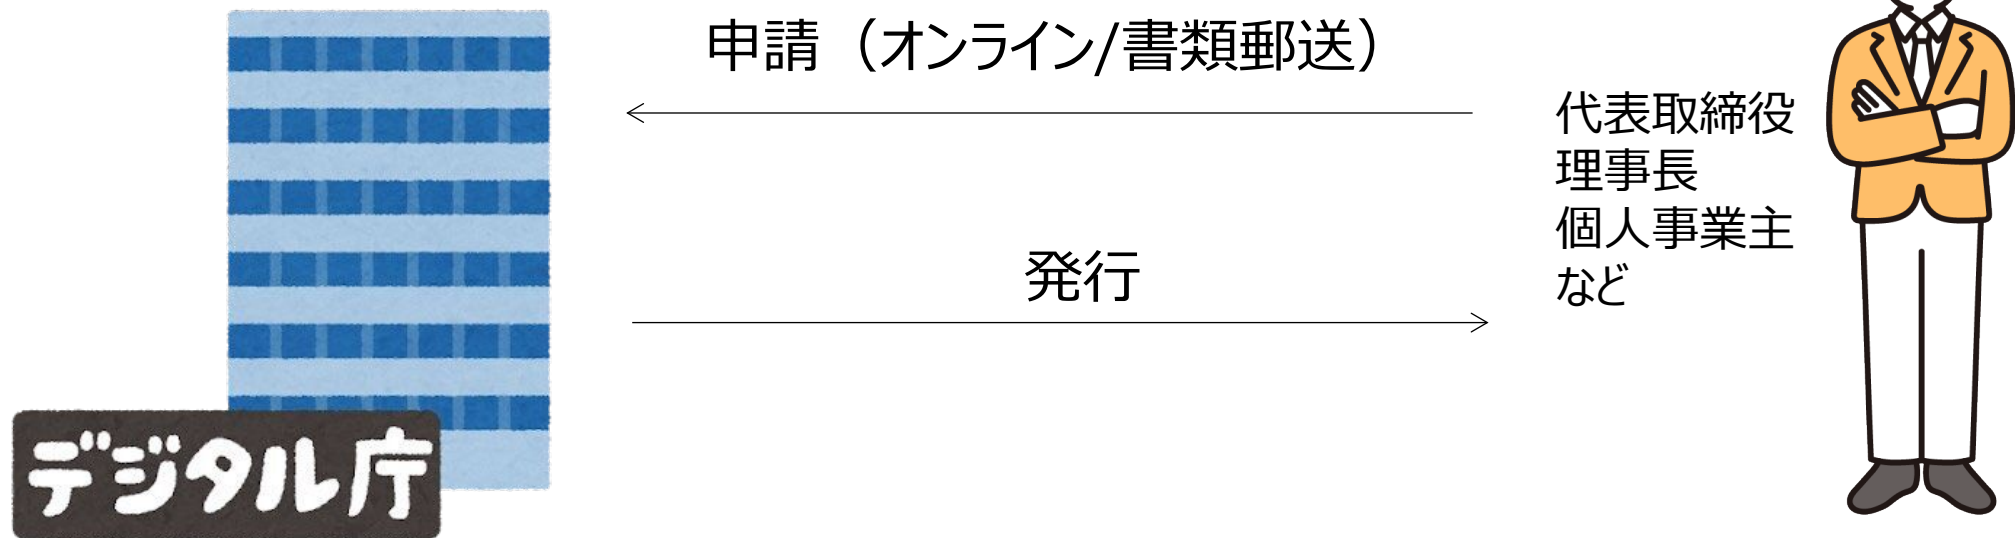 申請（オンライン/書類郵送）
代表取締役
理事長
個人事業主
など
発行
デジタル庁